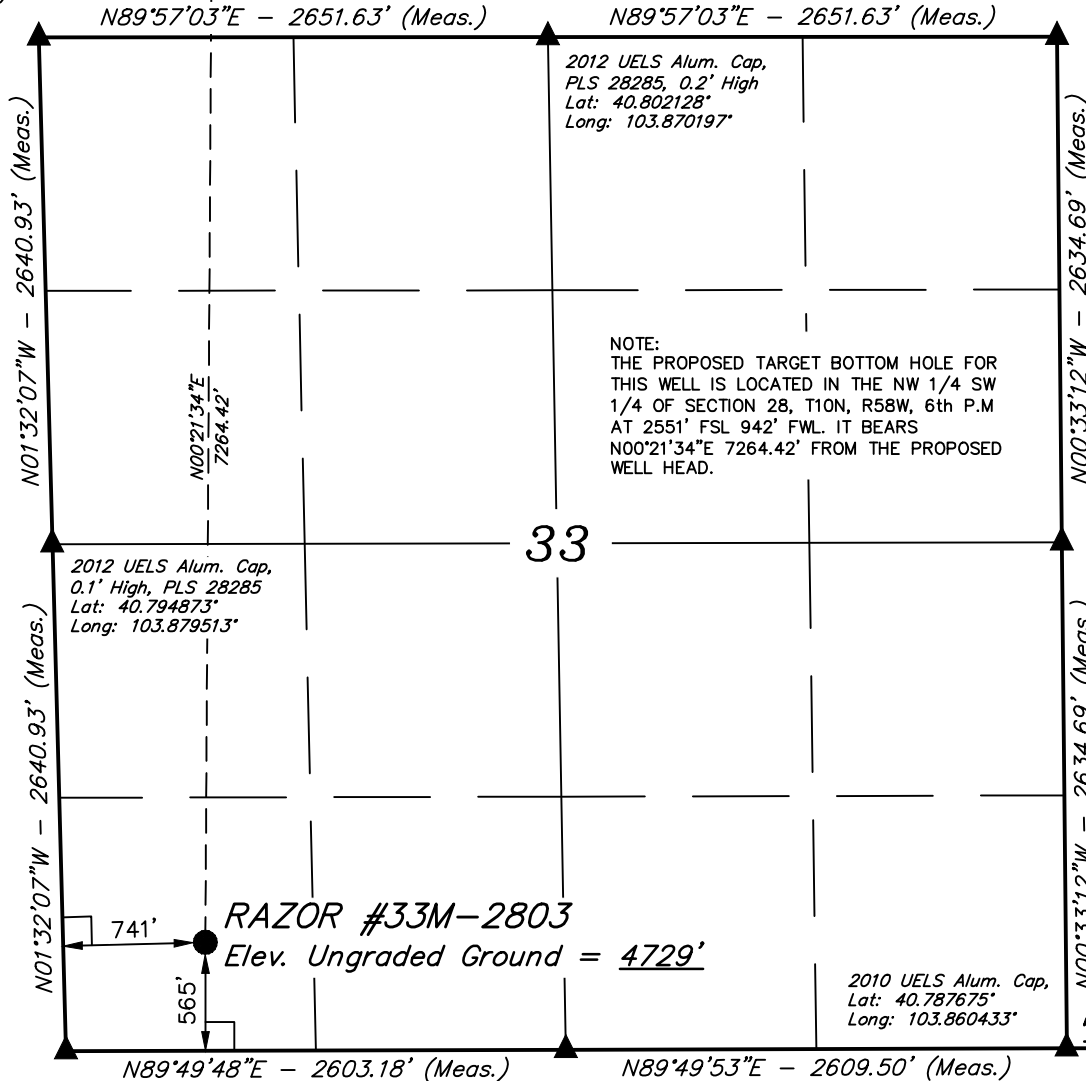 N89°57'03"E - 2651.63' (Meas.)
N89°57'03"E - 2651.63' (Meas.)
2012 UELS Alum. Cap,
PLS 28285, 0.2' High
Lat: 40.802128°
Long: 103.870197°
N01°32'07"W - 2640.93' (Meas.)
N00°33'12"W - 2634.69' (Meas.)
NOTE:
THE PROPOSED TARGET BOTTOM HOLE FOR
THIS WELL IS LOCATED IN THE NW 1/4 SW
1/4 OF SECTION 28, T10N, R58W, 6th P.M
AT 2551' FSL 942' FWL. IT BEARS
N00°21'34"E 7264.42' FROM THE PROPOSED
WELL HEAD.
N00°21'34"E
7264.42'
33
2012 UELS Alum. Cap,
0.1' High, PLS 28285
Lat: 40.794873°
Long: 103.879513°
N01°32'07"W - 2640.93' (Meas.)
N00°33'12"W - 2634.69' (Meas.)
RAZOR #33M-2803
741'
Elev. Ungraded Ground = 4729'
565'
2010 UELS Alum. Cap,
Lat: 40.787675°
Long: 103.860433°
N89°49'48"E - 2603.18' (Meas.)
N89°49'53"E - 2609.50' (Meas.)